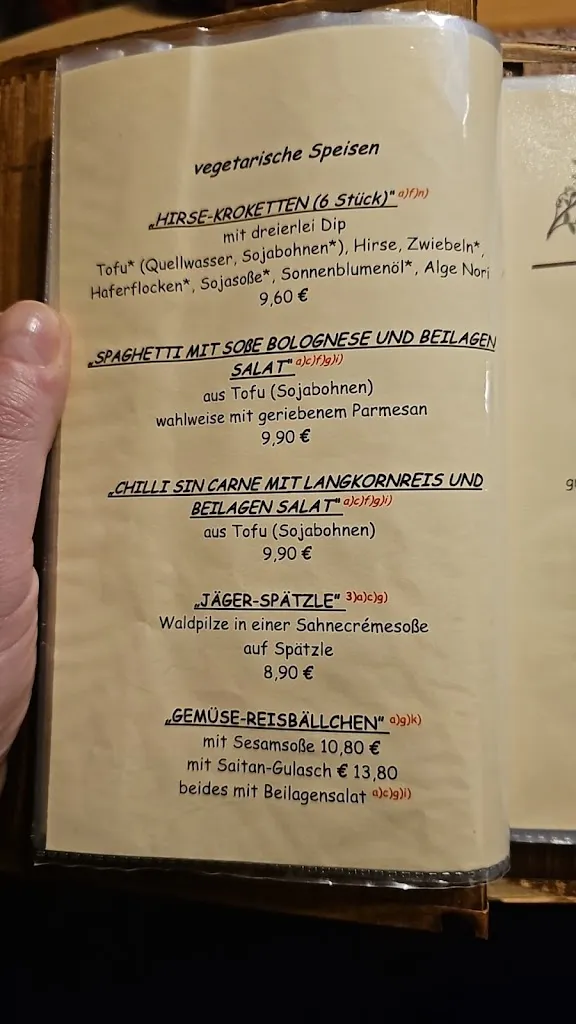 vegetarische Speisen
„HIRSE-KROKETTEN (6 Stück)" a)f)n)
mit dreierlei Dip
Tofu* (Quellwasser, Sojabohnen*), Hirse, Zwiebeln*,
Haferflocken*, Sojasoße*, Sonnenblumenöl*, Alge Nori
9,60 €
„SPAGHETTI MIT SOßE BOLOGNESE UND BEILAGEN
SALAT" a)c)f)g)i)
aus Tofu (Sojabohnen)
wahlweise mit geriebenem Parmesan
9,90 €
„CHILLI SIN CARNE MIT LANGKORNREIS UND
BEILAGEN SALAT" a)c)f)g)i)
aus Tofu (Sojabohnen)
9,90 €
„JÄGER-SPÄTZLE" 3)a)c)g)
Waldpilze in einer Sahnecrémesoße
auf Spätzle
8,90 €
„GEMÜSE-REISBÄLLCHEN" a)g)k)
mit Sesamsoße 10,80 €
mit Saitan-Gulasch € 13,80
beides mit Beilagensalat a)c)g)i)